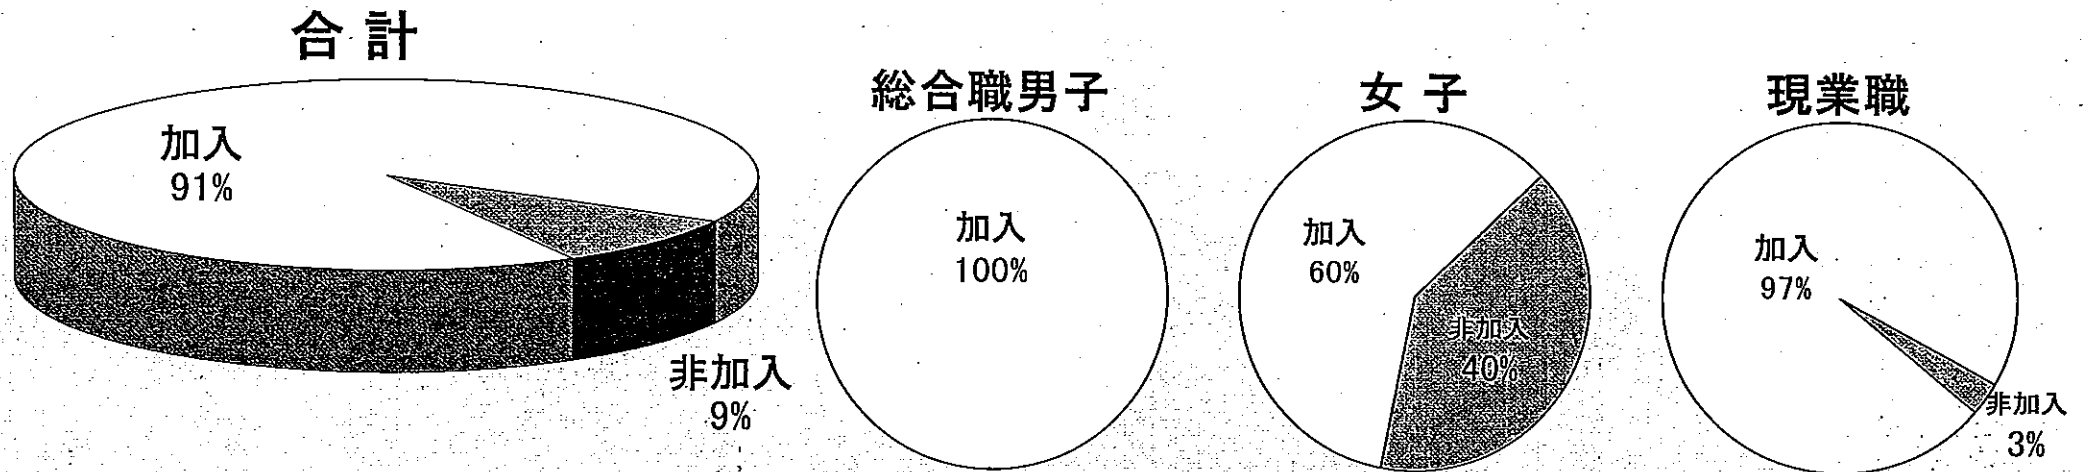 合計
加入
91%
非加入
9%
総合職男子
加入
100%
女子
加入
60%
非加入
40%
現業職
加入
97%
非加入
3%